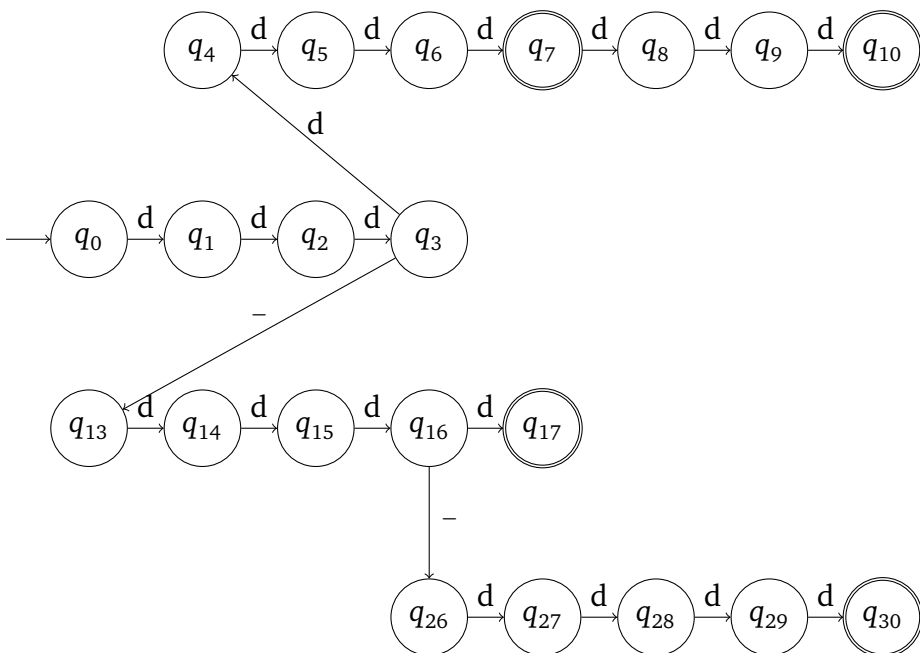 d d d d d d
q4 q5 q6 q7 q8 q9 q10
d
d d d
q0 q1 q2 q3
–
d d d d
q13 q14 q15 q16 q17
–
d d d d
q26 q27 q28 q29 q30